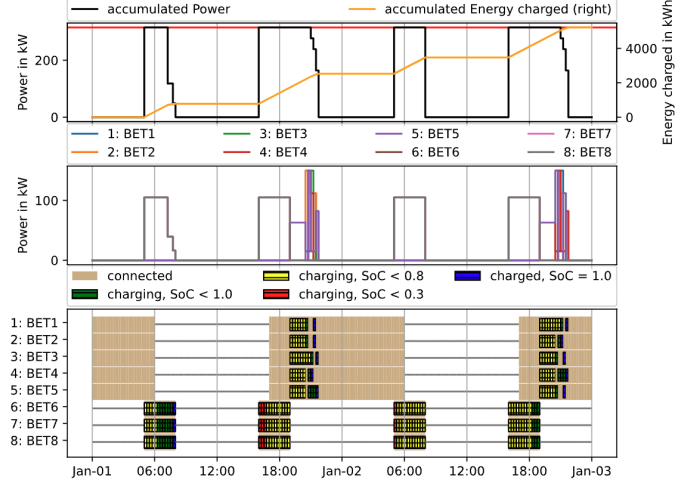 accumulated Power accumulated Energy charged (right)
Power in kW
200
0
4000
2000
0
Energy charged in kWh
1: BET1 3: BET3 5: BET5 7: BET7
2: BET2 4: BET4 6: BET6 8: BET8
Power in kW
100
0
connected charging, SoC < 0.8 charged, SoC = 1.0
charging, SoC < 1.0 charging, SoC < 0.3
1: BET1
2: BET2
3: BET3
4: BET4
5: BET5
6: BET6
7: BET7
8: BET8
Jan-01 06:00 12:00 18:00 Jan-02 06:00 12:00 18:00 Jan-03